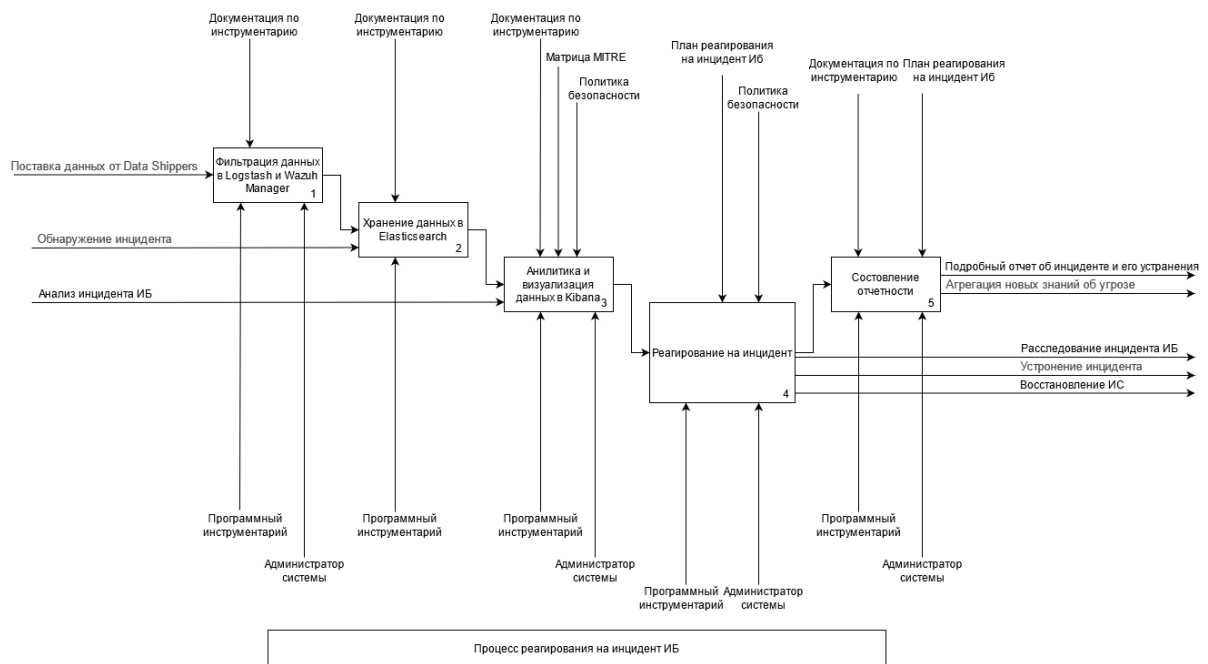 Документация по
инструментарию
Документация по
инструментарию
Документация по
инструментарию
Матрица MITRE
Политика
безопасности
План реагирования
на инцидент Иб
Политика
безопасности
Документация по
инструментарию
План реагирования
на инцидент Иб
Поставка данных от Data Shippers
Фильтрация данных
в Logstash и Wazuh
Manager
1
Обнаружение инцидента
Хранение данных в
Elasticsearch
2
Анализ инцидента ИБ
Анилитика и
визуализация
данных в Kibana
3
Реагирование на инцидент
4
Состовление
отчетности
5
Подробный отчет об инциденте и его устранения
Агрегация новых знаний об угрозе
Расследование инцидента ИБ
Устронение инцидента
Восстановление ИС
Программный
инструментарий
Администратор
системы
Программный
инструментарий
Программный
инструментарий
Администратор
системы
Программный
инструментарий
Администратор
системы
Программный
инструментарий
Администратор
системы
Процесс реагирования на инцидент ИБ